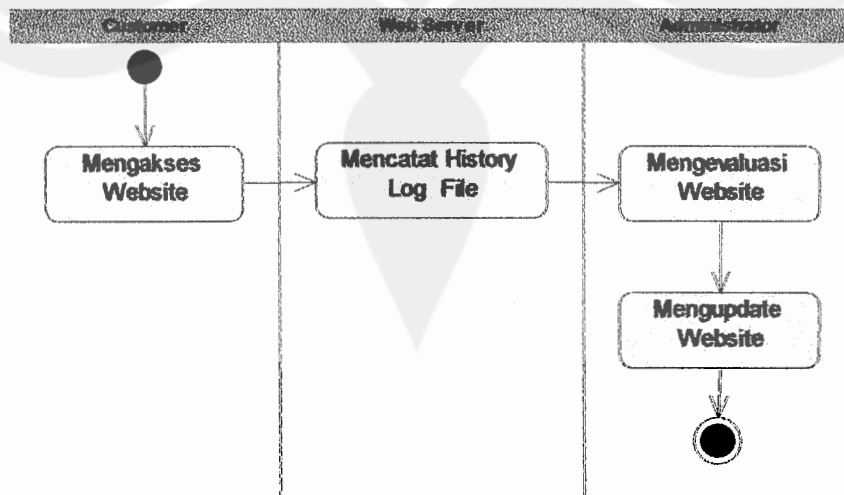 Customer
Web Server
Administrator
Mengakses
Website
Mencatat History
Log File
Mengevaluasi
Website
Mengupdate
Website